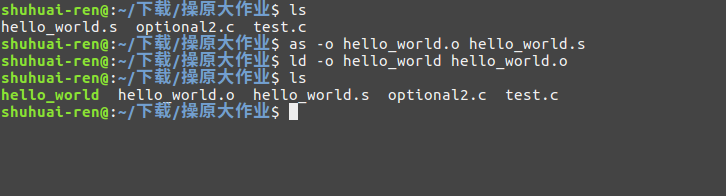 shuhuai-ren@:~/下载/操原大作业$ ls
hello_world.s  optional2.c  test.c
shuhuai-ren@:~/下载/操原大作业$ as -o hello_world.o hello_world.s
shuhuai-ren@:~/下载/操原大作业$ ld -o hello_world hello_world.o
shuhuai-ren@:~/下载/操原大作业$ ls
hello_world  hello_world.o  hello_world.s  optional2.c  test.c
shuhuai-ren@:~/下载/操原大作业$